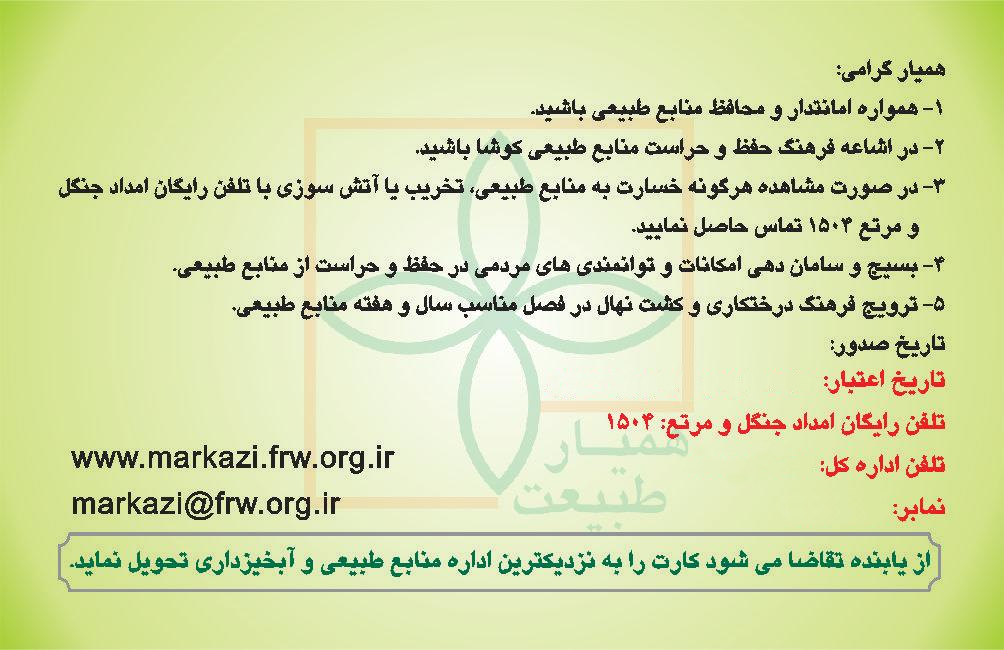 همیار گرامی:
۱- همواره امانتدار و محافظ منابع طبیعی باشید.
۲- در اشاعه فرهنگ حفظ و حراست منابع طبیعی کوشا باشید.
۳- در صورت مشاهده هرگونه خسارت به منابع طبیعی، تخریب یا آتش سوزی با تلفن رایگان امداد جنگل
و مرتع ۱۵۰۴ تماس حاصل نمایید.
۴- بسیج و سامان دهی امکانات و توانمندی های مردمی در حفظ و حراست از منابع طبیعی.
۵- ترویج فرهنگ درختکاری و کشت نهال در فصل مناسب سال و هفته منابع طبیعی.
تاریخ صدور:
تاریخ اعتبار:
تلفن رایگان امداد جنگل و مرتع: ۱۵۰۴
تلفن اداره کل:
نمابر:
www.markazi.frw.org.ir
markazi@frw.org.ir
همیار
طبیعت
از یابنده تقاضا می شود کارت را به نزدیکترین اداره منابع طبیعی و آبخیزداری تحویل نماید.